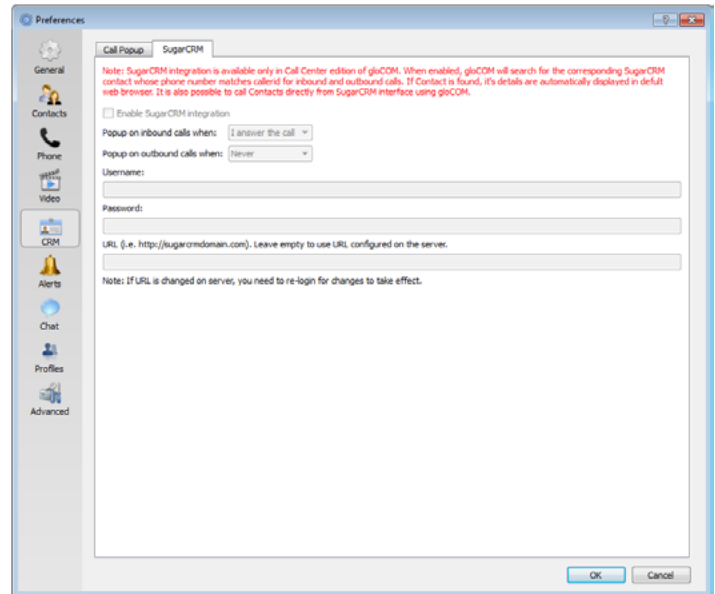 Preferences
General
Contacts
Phone
Video
CRM
Alerts
Chat
Profiles
Advanced
Call Popup
SugarCRM
Note: SugarCRM integration is available only in Call Center edition of gloCOM. When enabled, gloCOM will search for the corresponding SugarCRM
contact whose phone number matches callerid for inbound and outbound calls. If Contact is found, it's details are automatically displayed in defult
web browser. It is also possible to call Contacts directly from SugarCRM interface using gloCOM.
Enable SugarCRM integration
Popup on inbound calls when: I answer the call
Popup on outbound calls when: Never
Username:
Password:
URL (i.e. http://sugarcrmdomain.com). Leave empty to use URL configured on the server.
Note: If URL is changed on server, you need to re-login for changes to take effect.
OK
Cancel